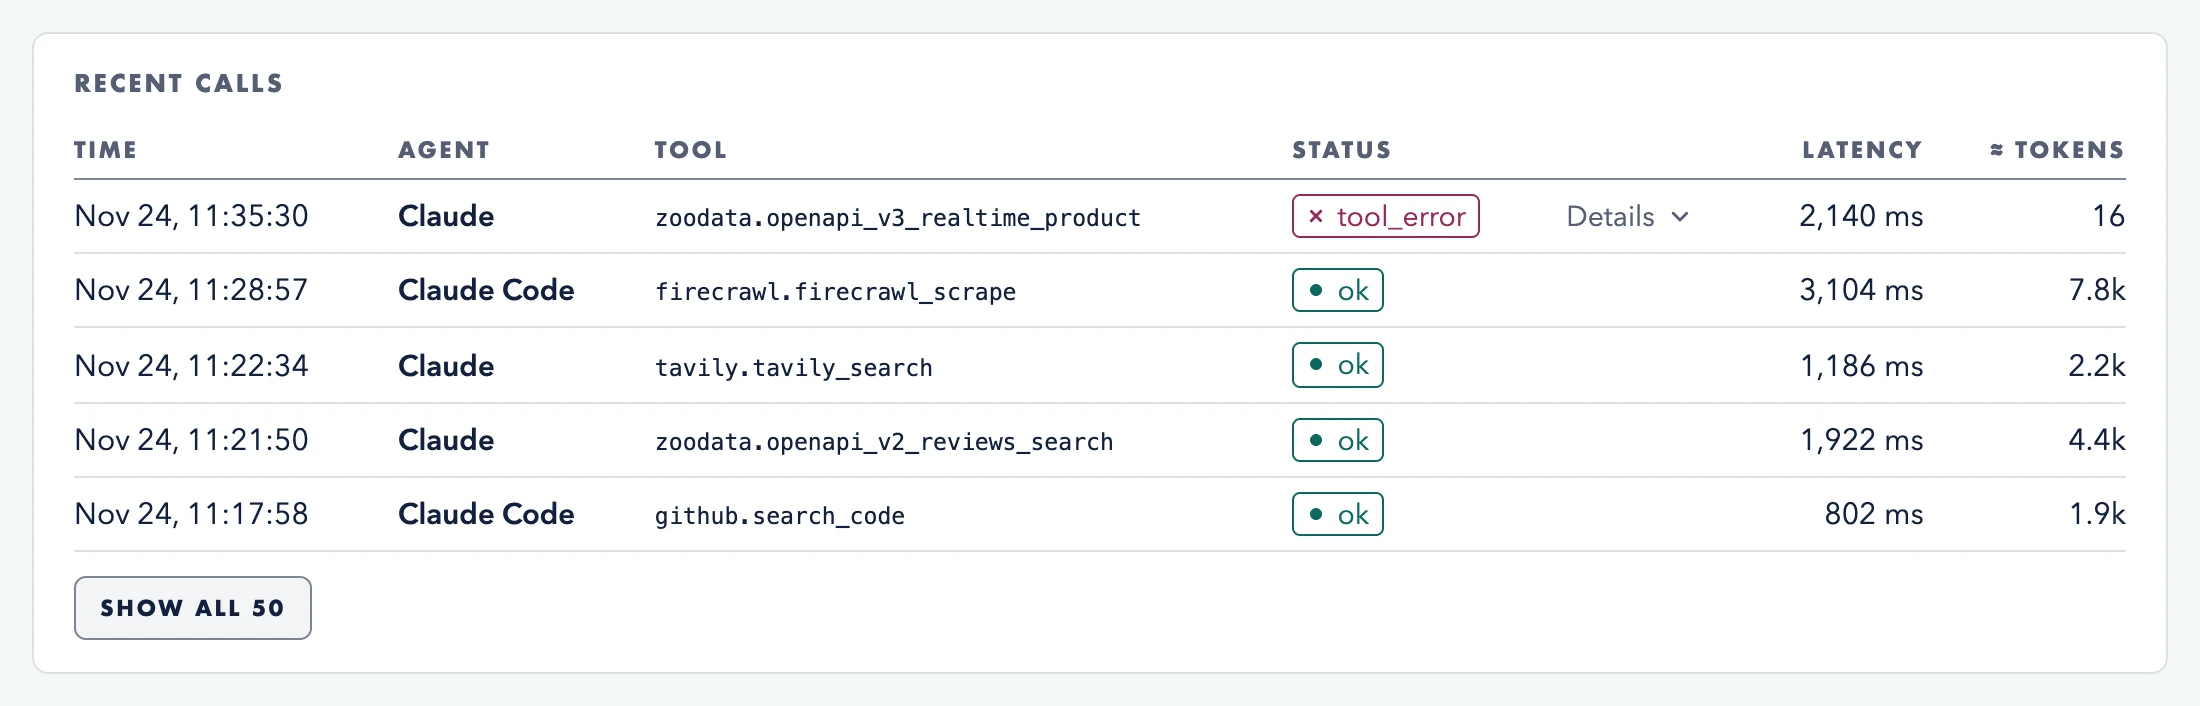 RECENT CALLS
TIME AGENT TOOL STATUS LATENCY ≈ TOKENS
Nov 24, 11:35:30 Claude zoodata.openapi_v3_realtime_product × tool_error Details 2,140 ms 16
Nov 24, 11:28:57 Claude Code firecrawl.firecrawl_scrape ok 3,104 ms 7.8k
Nov 24, 11:22:34 Claude tavily.tavily_search ok 1,186 ms 2.2k
Nov 24, 11:21:50 Claude zoodata.openapi_v2_reviews_search ok 1,922 ms 4.4k
Nov 24, 11:17:58 Claude Code github.search_code ok 802 ms 1.9k
SHOW ALL 50